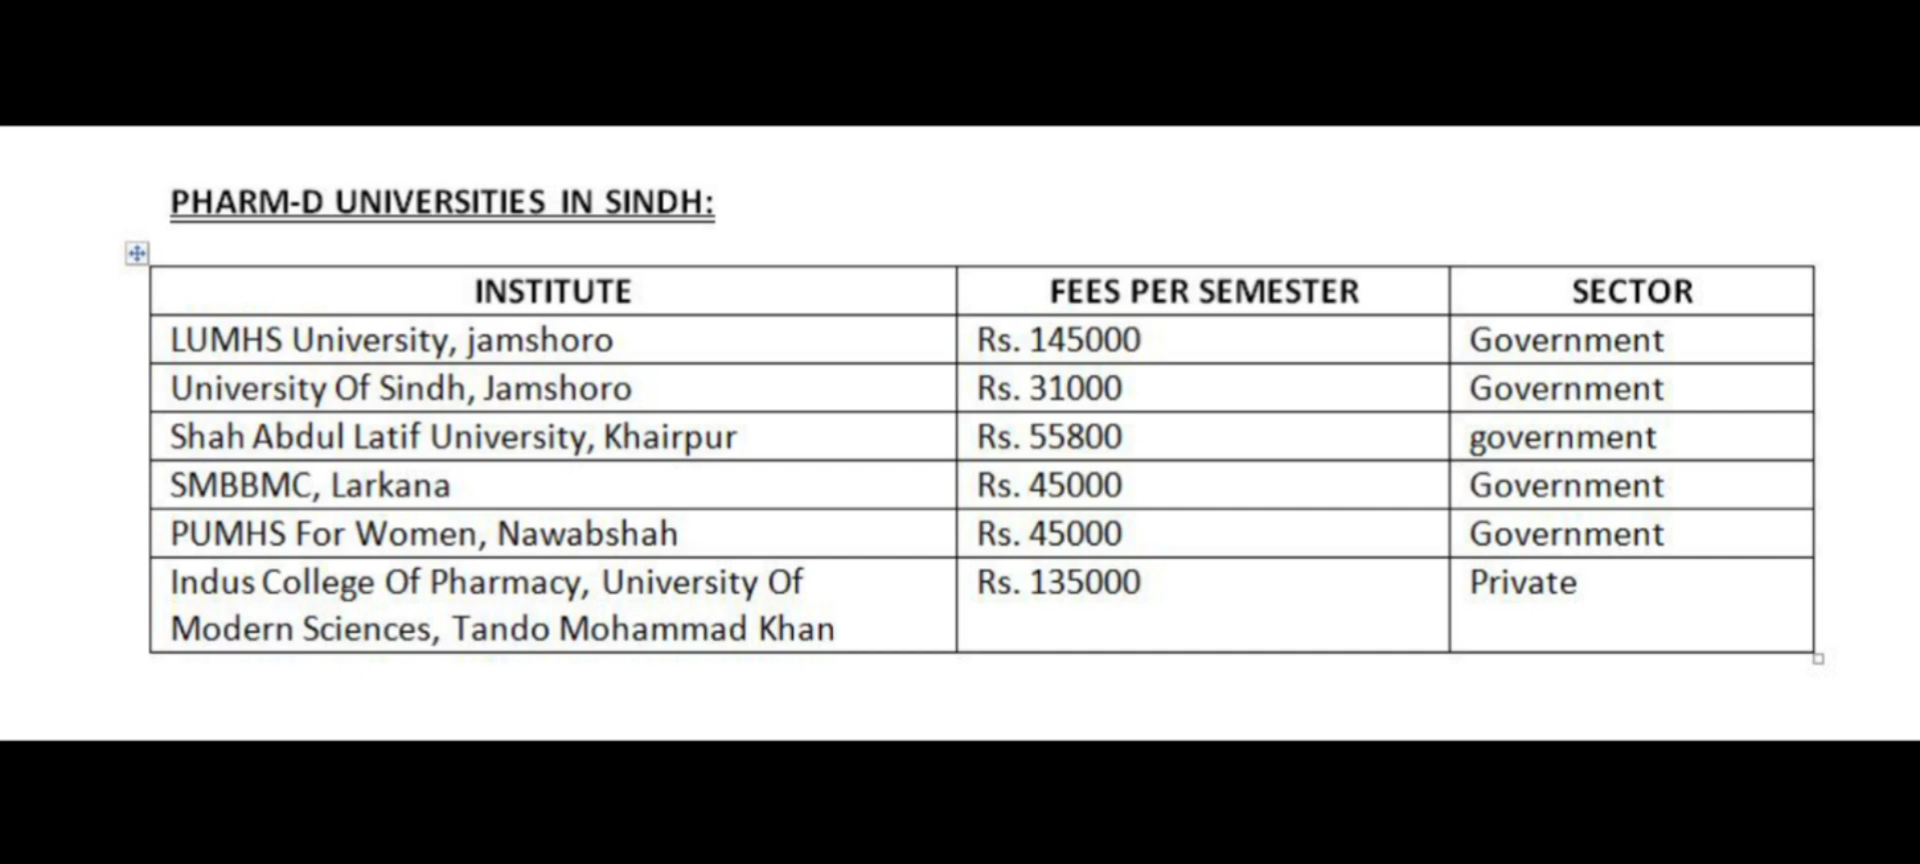 PHARM-D UNIVERSITIES IN SINDH:
INSTITUTE FEES PER SEMESTER SECTOR
LUMHS University, jamshoro Rs. 145000 Government
University Of Sindh, Jamshoro Rs. 31000 Government
Shah Abdul Latif University, Khairpur Rs. 55800 government
SMBBMC, Larkana Rs. 45000 Government
PUMHS For Women, Nawabshah Rs. 45000 Government
Indus College Of Pharmacy, University Of Rs. 135000 Private
Modern Sciences, Tando Mohammad Khan